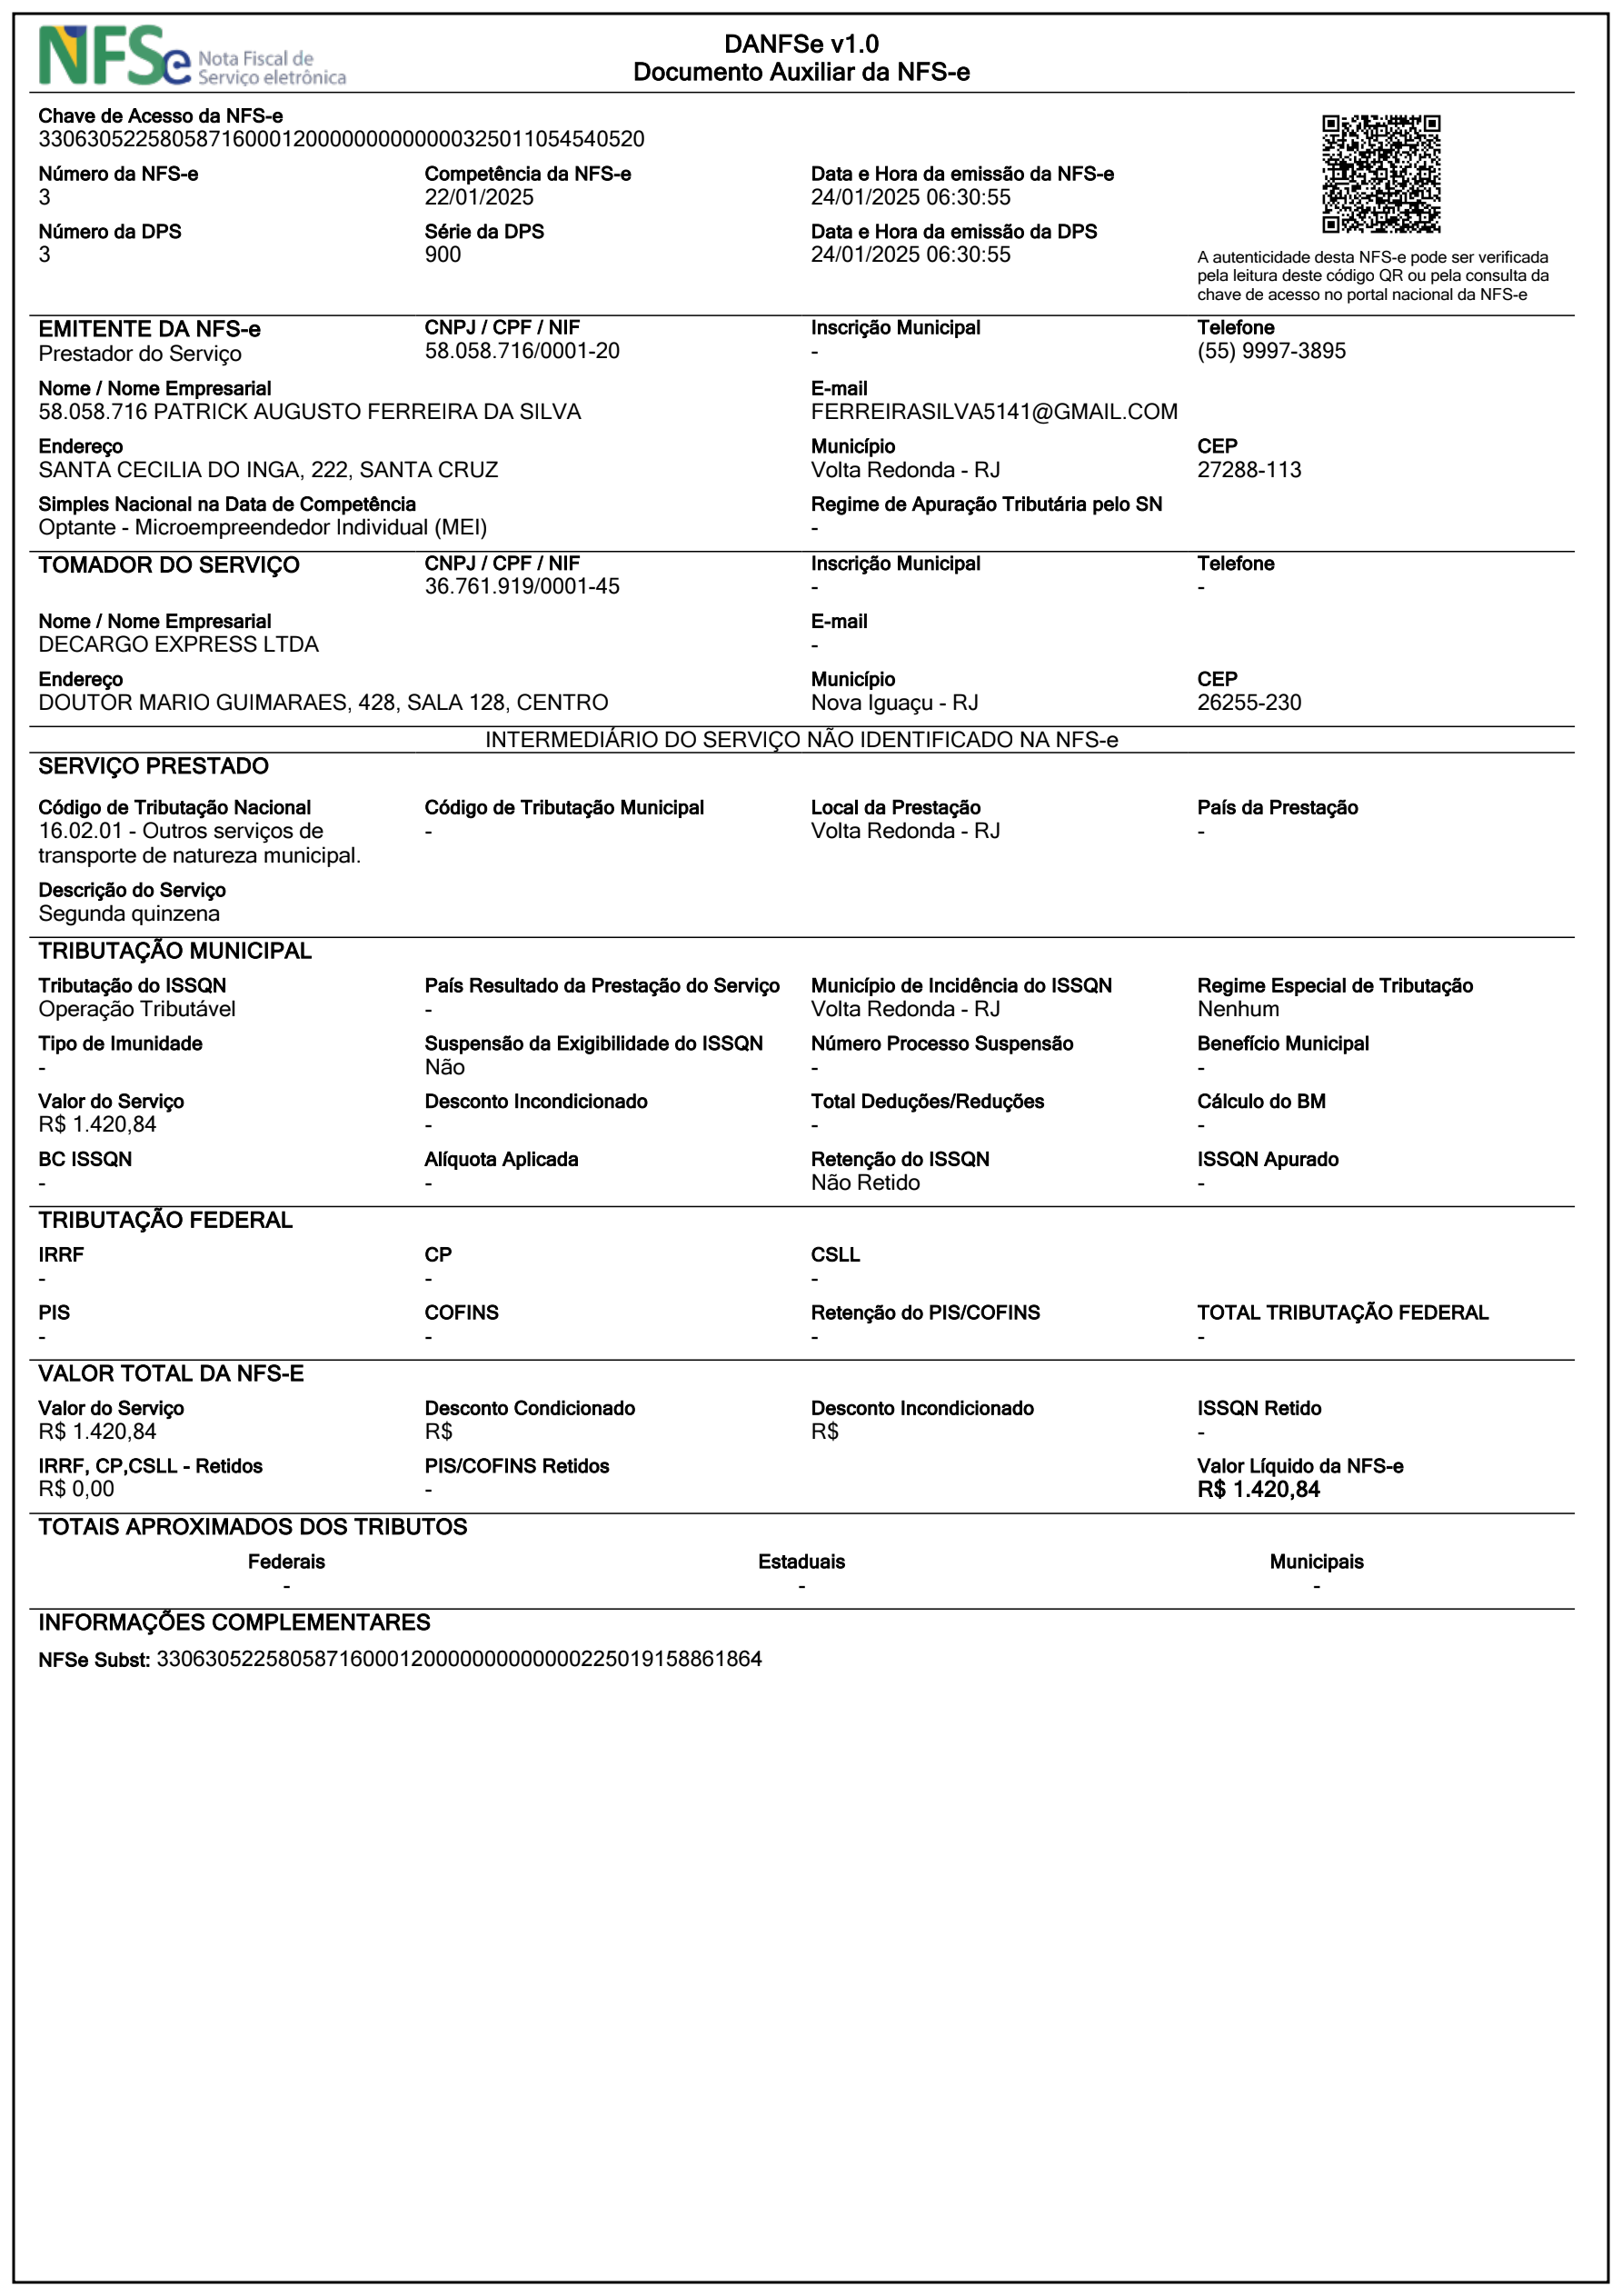 NFSe Nota Fiscal de
Serviço eletrônica
DANFSe v1.0
Documento Auxiliar da NFS-e
Chave de Acesso da NFS-e
33063052258058716000120000000000000325011054540520
Número da NFS-e Competência da NFS-e Data e Hora da emissão da NFS-e
3 22/01/2025 24/01/2025 06:30:55
Número da DPS Série da DPS Data e Hora da emissão da DPS
3 900 24/01/2025 06:30:55
A autenticidade desta NFS-e pode ser verificada
pela leitura deste código QR ou pela consulta da
chave de acesso no portal nacional da NFS-e
EMITENTE DA NFS-e CNPJ / CPF / NIF Inscrição Municipal Telefone
Prestador do Serviço 58.058.716/0001-20 - (55) 9997-3895
Nome / Nome Empresarial E-mail
58.058.716 PATRICK AUGUSTO FERREIRA DA SILVA FERREIRASILVA5141@GMAIL.COM
Endereço Município CEP
SANTA CECILIA DO INGA, 222, SANTA CRUZ Volta Redonda - RJ 27288-113
Simples Nacional na Data de Competência Regime de Apuração Tributária pelo SN
Optante - Microempreendedor Individual (MEI) -
TOMADOR DO SERVIÇO CNPJ / CPF / NIF Inscrição Municipal Telefone
36.761.919/0001-45 - -
Nome / Nome Empresarial E-mail
DECARGO EXPRESS LTDA -
Endereço Município CEP
DOUTOR MARIO GUIMARAES, 428, SALA 128, CENTRO Nova Iguaçu - RJ 26255-230
INTERMEDIÁRIO DO SERVIÇO NÃO IDENTIFICADO NA NFS-e
SERVIÇO PRESTADO
Código de Tributação Nacional Código de Tributação Municipal Local da Prestação País da Prestação
16.02.01 - Outros serviços de - Volta Redonda - RJ -
transporte de natureza municipal.
Descrição do Serviço
Segunda quinzena
TRIBUTAÇÃO MUNICIPAL
Tributação do ISSQN País Resultado da Prestação do Serviço Município de Incidência do ISSQN Regime Especial de Tributação
Operação Tributável - Volta Redonda - RJ Nenhum
Tipo de Imunidade Suspensão da Exigibilidade do ISSQN Número Processo Suspensão Benefício Municipal
- Não - -
Valor do Serviço Desconto Incondicionado Total Deduções/Reduções Cálculo do BM
R$ 1.420,84 - - -
BC ISSQN Alíquota Aplicada Retenção do ISSQN ISSQN Apurado
- - Não Retido -
TRIBUTAÇÃO FEDERAL
IRRF CP CSLL
- - -
PIS COFINS Retenção do PIS/COFINS TOTAL TRIBUTAÇÃO FEDERAL
- - - -
VALOR TOTAL DA NFS-E
Valor do Serviço Desconto Condicionado Desconto Incondicionado ISSQN Retido
R$ 1.420,84 R$ R$ -
IRRF, CP,CSLL - Retidos PIS/COFINS Retidos Valor Líquido da NFS-e
R$ 0,00 - R$ 1.420,84
TOTAIS APROXIMADOS DOS TRIBUTOS
Federais Estaduais Municipais
- - -
INFORMAÇÕES COMPLEMENTARES
NFSe Subst: 33063052258058716000120000000000000225019158861864